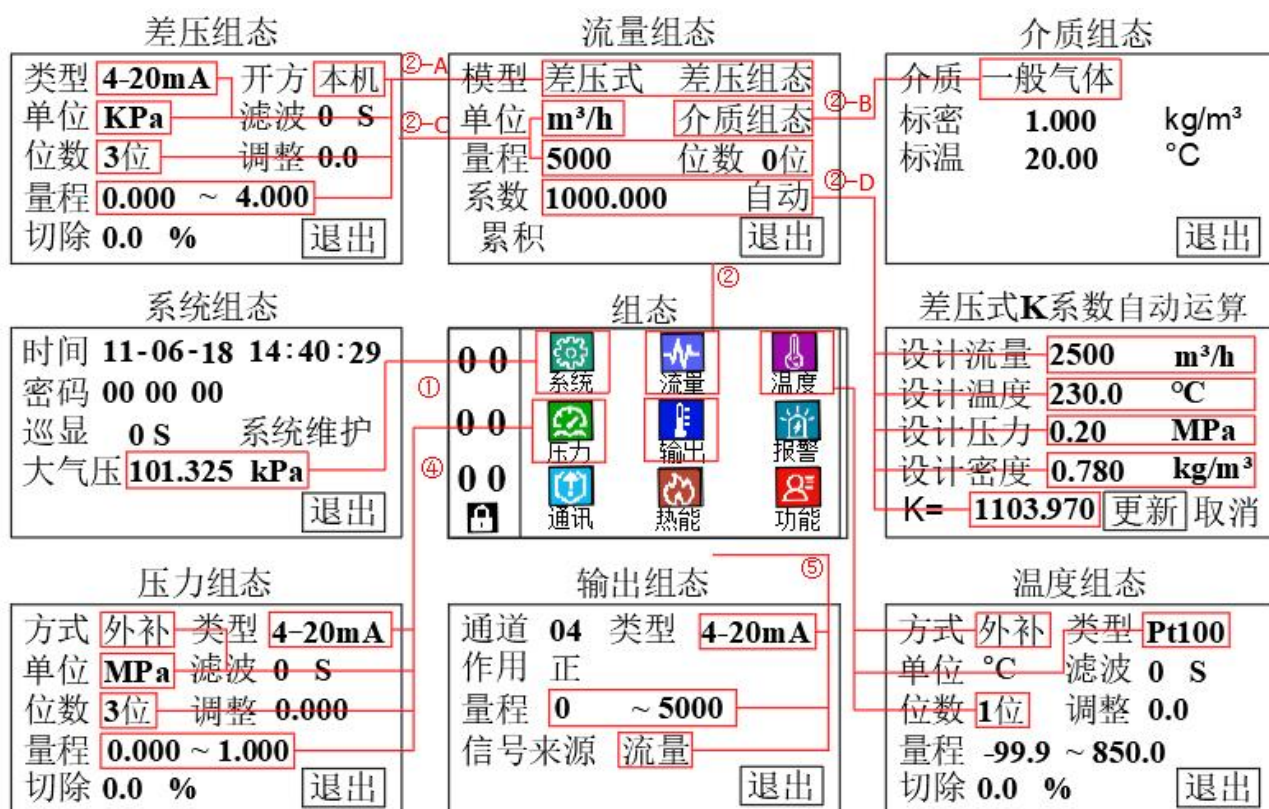 差压组态
类型 4-20mA 开方 本机
单位 KPa 滤波 0 S
位数 3位 调整 0.0
量程 0.000 ~ 4.000
切除 0.0 % 退出
②-A
②-C
流量组态
模型 差压式 差压组态
单位 m³/h 介质组态
量程 5000 位数 0位
系数 1000.000 自动
累积 退出
②-B
②-D
②
介质组态
介质 一般气体
标密 1.000 kg/m³
标温 20.00 °C
退出
系统组态
时间 11-06-18 14:40:29
密码 00 00 00
巡显 0 S 系统维护
大气压 101.325 kPa
退出
①
④
组态
0 0
0 0
0 0
系统 流量 温度
压力 输出 报警
通讯 热能 功能
差压式K系数自动运算
设计流量 2500 m³/h
设计温度 230.0 °C
设计压力 0.20 MPa
设计密度 0.780 kg/m³
K= 1103.970 更新 取消
压力组态
方式 外补 类型 4-20mA
单位 MPa 滤波 0 S
位数 3位 调整 0.000
量程 0.000 ~ 1.000
切除 0.0 % 退出
输出组态
⑤
通道 04 类型 4-20mA
作用 正
量程 0 ~ 5000
信号来源 流量
退出
温度组态
方式 外补 类型 Pt100
单位 °C 滤波 0 S
位数 1位 调整 0.0
量程 -99.9 ~ 850.0
切除 0.0 % 退出